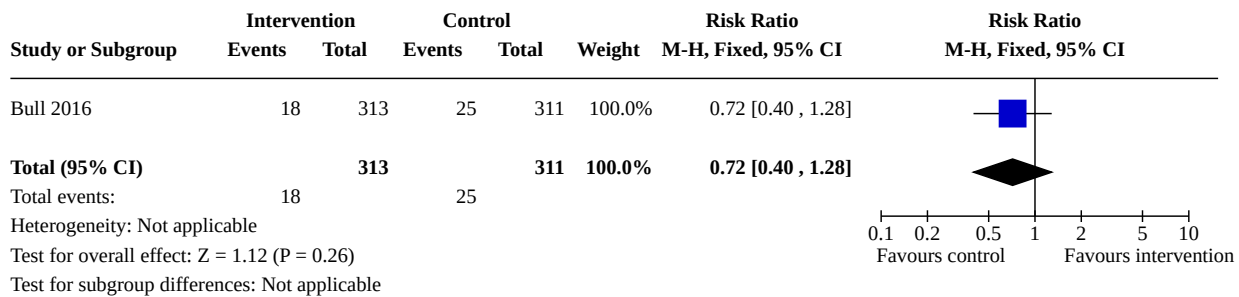 Intervention Control Risk Ratio Risk Ratio
Study or Subgroup Events Total Events Total Weight M-H, Fixed, 95% CI M-H, Fixed, 95% CI
Bull 2016 18 313 25 311 100.0% 0.72 [0.40 , 1.28]
Total (95% CI) 313 311 100.0% 0.72 [0.40 , 1.28]
Total events: 18 25
Heterogeneity: Not applicable
0.1 0.2 0.5 1 2 5 10
Test for overall effect: Z = 1.12 (P = 0.26) Favours control Favours intervention
Test for subgroup differences: Not applicable